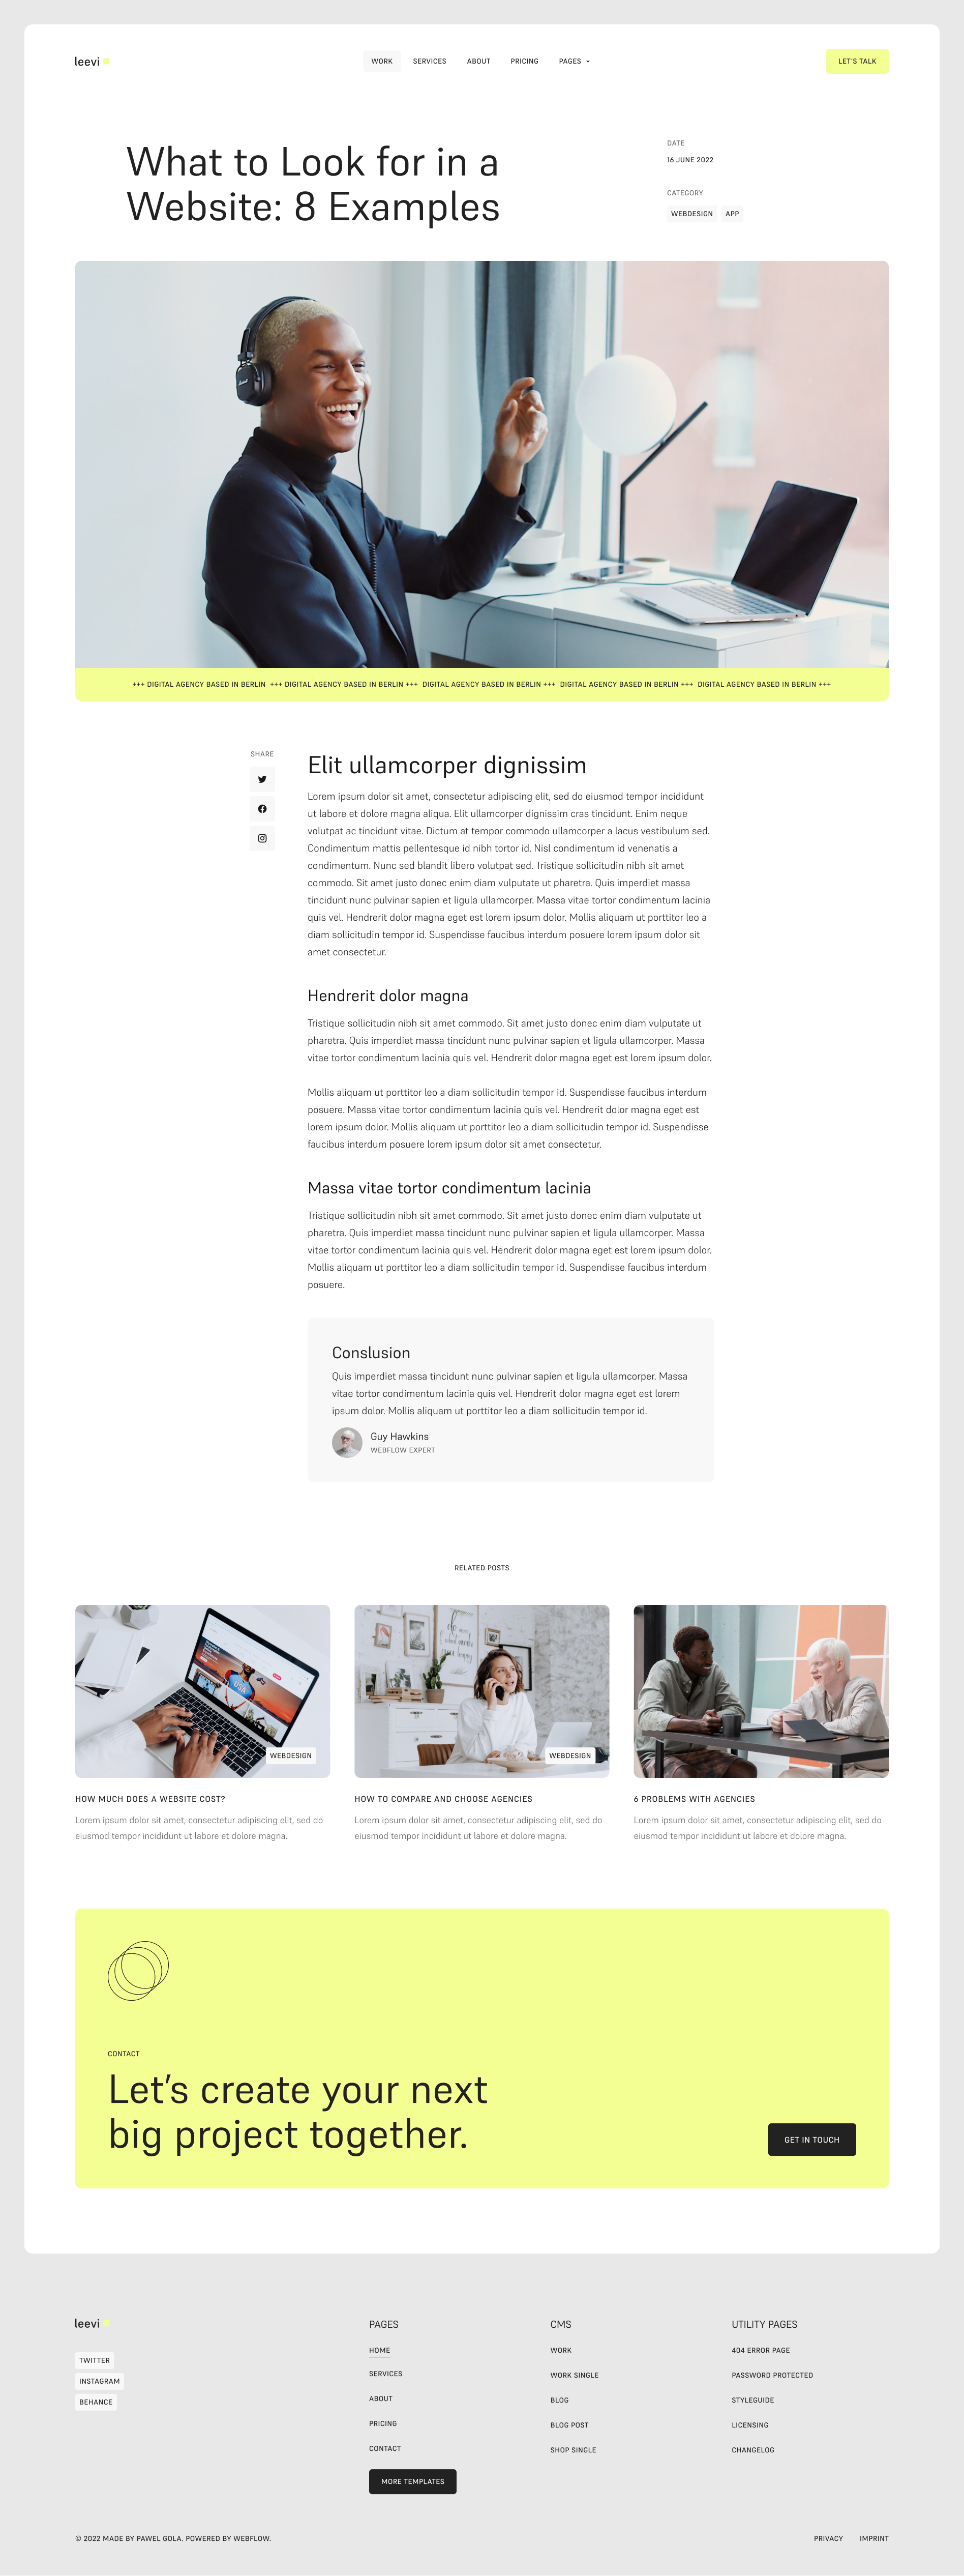 leevi
WORK SERVICES ABOUT PRICING PAGES
LET'S TALK
What to Look for in a
Website: 8 Examples
DATE
16 JUNE 2022
CATEGORY
WEBDESIGN APP
+++ DIGITAL AGENCY BASED IN BERLIN +++ DIGITAL AGENCY BASED IN BERLIN +++ DIGITAL AGENCY BASED IN BERLIN +++ DIGITAL AGENCY BASED IN BERLIN +++ DIGITAL AGENCY BASED IN BERLIN +++
SHARE
Elit ullamcorper dignissim
Lorem ipsum dolor sit amet, consectetur adipiscing elit, sed do eiusmod tempor incididunt
ut labore et dolore magna aliqua. Elit ullamcorper dignissim cras tincidunt. Enim neque
volutpat ac tincidunt vitae. Dictum at tempor commodo ullamcorper a lacus vestibulum sed.
Condimentum mattis pellentesque id nibh tortor id. Nisl condimentum id venenatis a
condimentum. Nunc sed blandit libero volutpat sed. Tristique sollicitudin nibh sit amet
commodo. Sit amet justo donec enim diam vulputate ut pharetra. Quis imperdiet massa
tincidunt nunc pulvinar sapien et ligula ullamcorper. Massa vitae tortor condimentum lacinia
quis vel. Hendrerit dolor magna eget est lorem ipsum dolor. Mollis aliquam ut porttitor leo a
diam sollicitudin tempor id. Suspendisse faucibus interdum posuere lorem ipsum dolor sit
amet consectetur.
Hendrerit dolor magna
Tristique sollicitudin nibh sit amet commodo. Sit amet justo donec enim diam vulputate ut
pharetra. Quis imperdiet massa tincidunt nunc pulvinar sapien et ligula ullamcorper. Massa
vitae tortor condimentum lacinia quis vel. Hendrerit dolor magna eget est lorem ipsum dolor.
Mollis aliquam ut porttitor leo a diam sollicitudin tempor id. Suspendisse faucibus interdum
posuere. Massa vitae tortor condimentum lacinia quis vel. Hendrerit dolor magna eget est
lorem ipsum dolor. Mollis aliquam ut porttitor leo a diam sollicitudin tempor id. Suspendisse
faucibus interdum posuere lorem ipsum dolor sit amet consectetur.
Massa vitae tortor condimentum lacinia
Tristique sollicitudin nibh sit amet commodo. Sit amet justo donec enim diam vulputate ut
pharetra. Quis imperdiet massa tincidunt nunc pulvinar sapien et ligula ullamcorper. Massa
vitae tortor condimentum lacinia quis vel. Hendrerit dolor magna eget est lorem ipsum dolor.
Mollis aliquam ut porttitor leo a diam sollicitudin tempor id. Suspendisse faucibus interdum
posuere.
Conslusion
Quis imperdiet massa tincidunt nunc pulvinar sapien et ligula ullamcorper. Massa
vitae tortor condimentum lacinia quis vel. Hendrerit dolor magna eget est lorem
ipsum dolor. Mollis aliquam ut porttitor leo a diam sollicitudin tempor id.
Guy Hawkins
WEBFLOW EXPERT
RELATED POSTS
WEBDESIGN
WEBDESIGN
HOW MUCH DOES A WEBSITE COST?
Lorem ipsum dolor sit amet, consectetur adipiscing elit, sed do
eiusmod tempor incididunt ut labore et dolore magna.
HOW TO COMPARE AND CHOOSE AGENCIES
Lorem ipsum dolor sit amet, consectetur adipiscing elit, sed do
eiusmod tempor incididunt ut labore et dolore magna.
6 PROBLEMS WITH AGENCIES
Lorem ipsum dolor sit amet, consectetur adipiscing elit, sed do
eiusmod tempor incididunt ut labore et dolore magna.
CONTACT
Let's create your next
big project together.
GET IN TOUCH
leevi
TWITTER
INSTAGRAM
BEHANCE
PAGES
HOME
SERVICES
ABOUT
PRICING
CONTACT
MORE TEMPLATES
CMS
WORK
WORK SINGLE
BLOG
BLOG POST
SHOP SINGLE
UTILITY PAGES
404 ERROR PAGE
PASSWORD PROTECTED
STYLEGUIDE
LICENSING
CHANGELOG
© 2022 MADE BY PAWEL GOLA. POWERED BY WEBFLOW.
PRIVACY IMPRINT